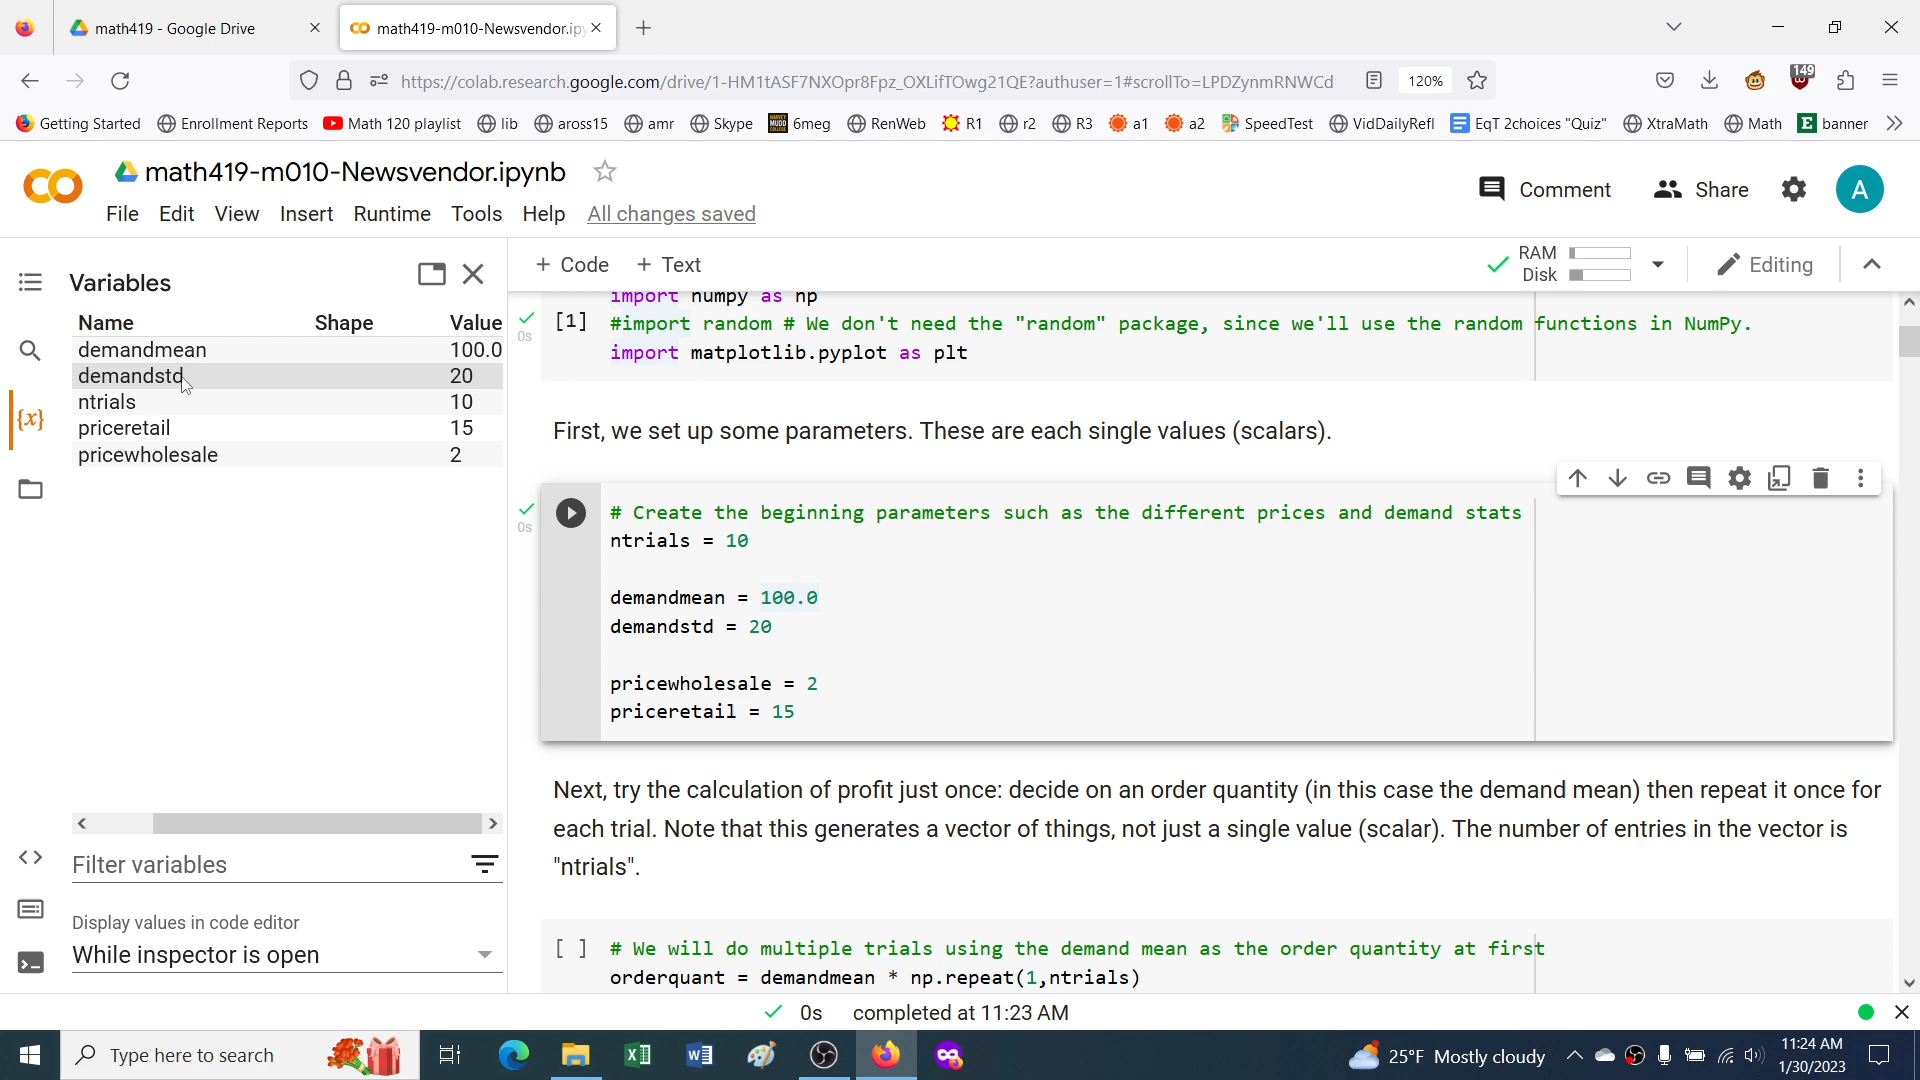 math419 - Google Drive
math419-m010-Newsvendor.ipy
https://colab.research.google.com/drive/1-HM1tASF7NXOpr8Fpz_OXLifTOwg21QE?authuser=1#scrollTo=LPDZynmRNWCd
120%
149
Getting Started
Enrollment Reports
Math 120 playlist
lib
aross15
amr
Skype
6meg
RenWeb
R1
r2
R3
a1
a2
SpeedTest
VidDailyRefl
EqT 2choices "Quiz"
XtraMath
Math
banner
math419-m010-Newsvendor.ipynb
Comment
Share
A
File Edit View Insert Runtime Tools Help All changes saved
Variables
+ Code + Text
RAM
Disk
Editing
Name Shape Value
demandmean 100.0
demandstd 20
ntrials 10
priceretail 15
pricewholesale 2
import numpy as np
[1] #import random # We don't need the "random" package, since we'll use the random functions in NumPy.
0s
import matplotlib.pyplot as plt
First, we set up some parameters. These are each single values (scalars).
0s
# Create the beginning parameters such as the different prices and demand stats
ntrials = 10
demandmean = 100.0
demandstd = 20
pricewholesale = 2
priceretail = 15
Next, try the calculation of profit just once: decide on an order quantity (in this case the demand mean) then repeat it once for
each trial. Note that this generates a vector of things, not just a single value (scalar). The number of entries in the vector is
"ntrials".
[ ] # We will do multiple trials using the demand mean as the order quantity at first
orderquant = demandmean * np.repeat(1,ntrials)
{x}
Filter variables
Display values in code editor
While inspector is open
0s completed at 11:23 AM
Type here to search
25°F Mostly cloudy
11:24 AM
1/30/2023